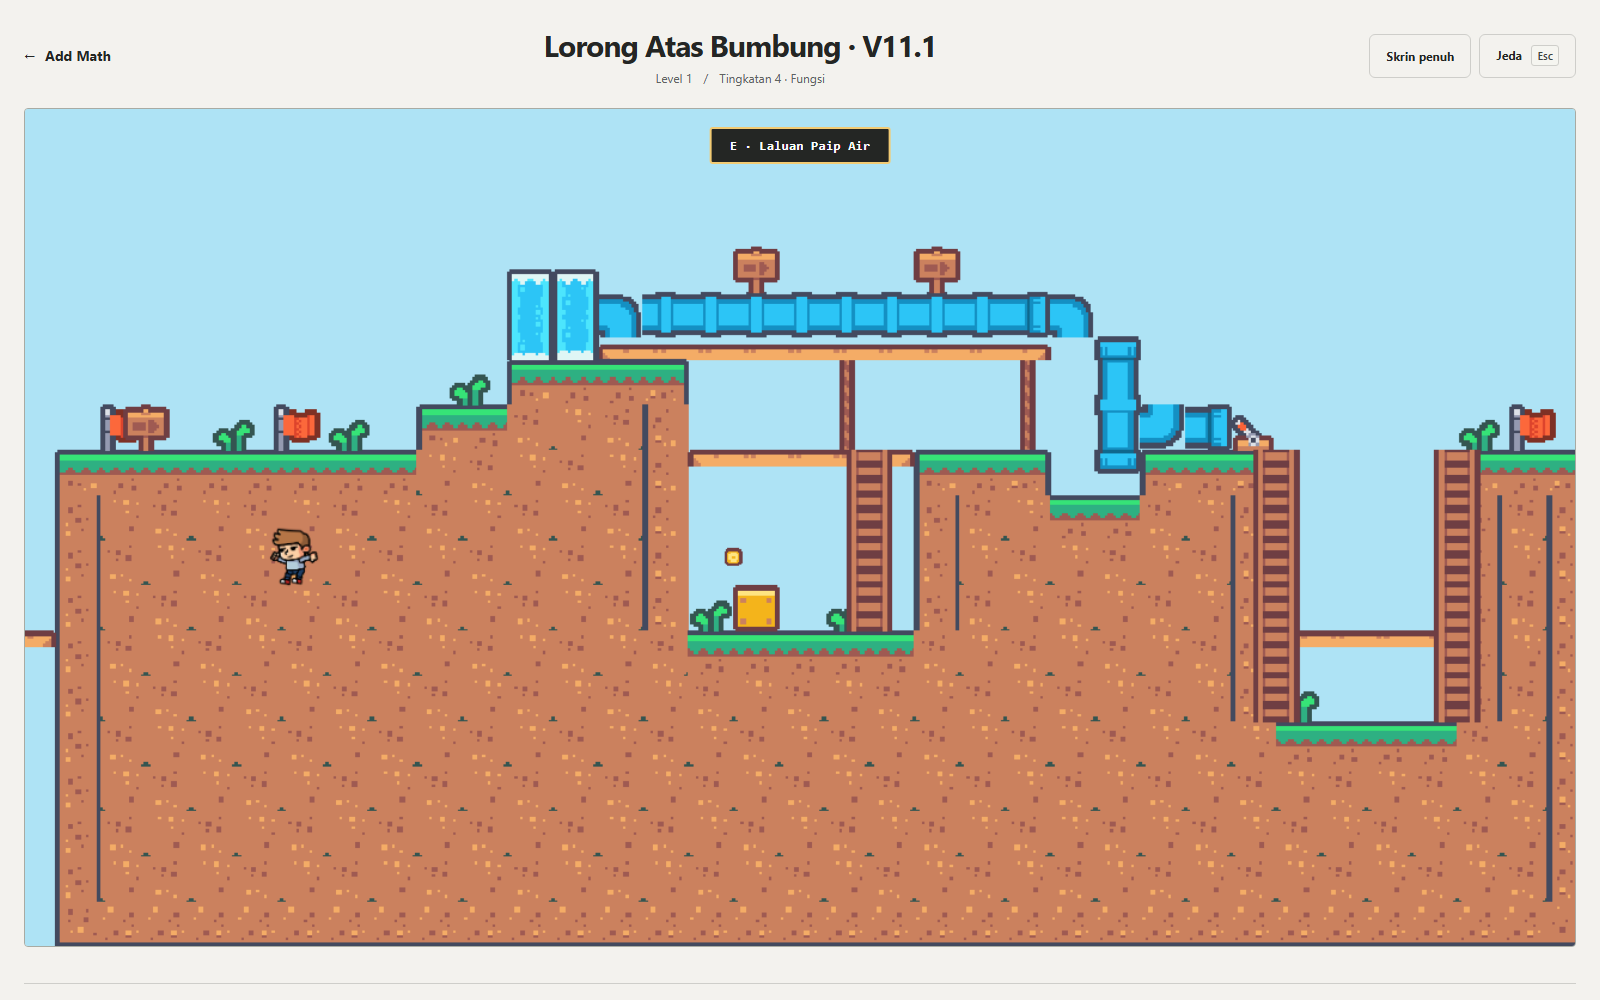 ← Add Math
Lorong Atas Bumbung · V11.1
Level 1 / Tingkatan 4 · Fungsi
Skrin penuh
Jeda Esc
E · Laluan Paip Air